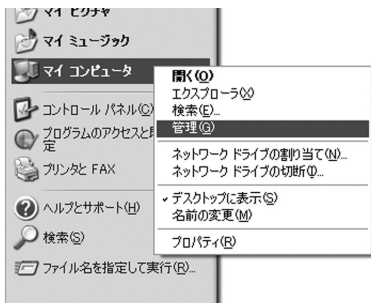 マイ ピクチャ
マイ ミュージック
マイ コンピュータ
コントロール パネル(C)
プログラムのアクセスと
定
プリンタと FAX
ヘルプとサポート(H)
検索(S)
ファイル名を指定して実行(R)...
開く(O)
エクスプローラ(X)
検索(E)...
管理(G)
ネットワーク ドライブの割り当て(N)...
ネットワーク ドライブの切断(I)...
デスクトップに表示(S)
名前の変更(M)
プロパティ(R)